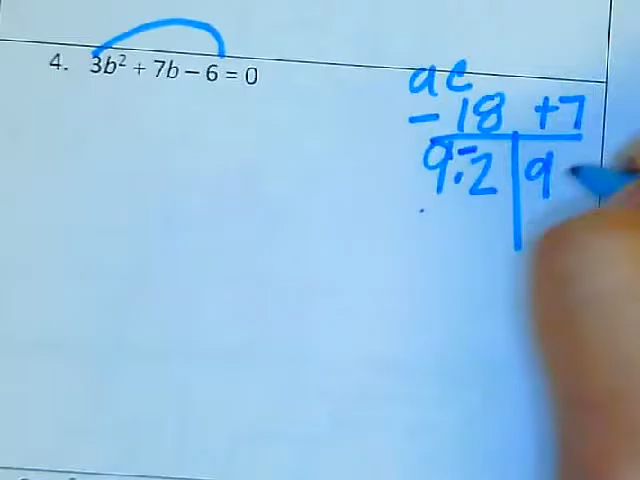 4. 3b² + 7b − 6 = 0
ac
−18 +7
9·−2 9